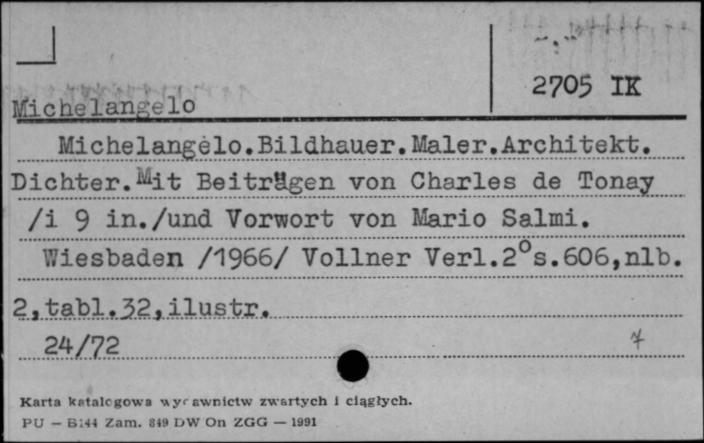 2705 IK
Michelangelo
Michelangelo.Bildhauer.Maler.Architekt.
Dichter.Mit Beiträgen von Charles de Tonay
/i 9 in./und Vorwort von Mario Salmi.
Wiesbaden /1966/ Vollner Verl.2°s.606,nlb.
2,tabl.32,ilustr.
24/72
Karta katalogowa wydawnictw zwartych i ciągłych.
PU — B144 Zam. 849 DW On ZGG — 1991